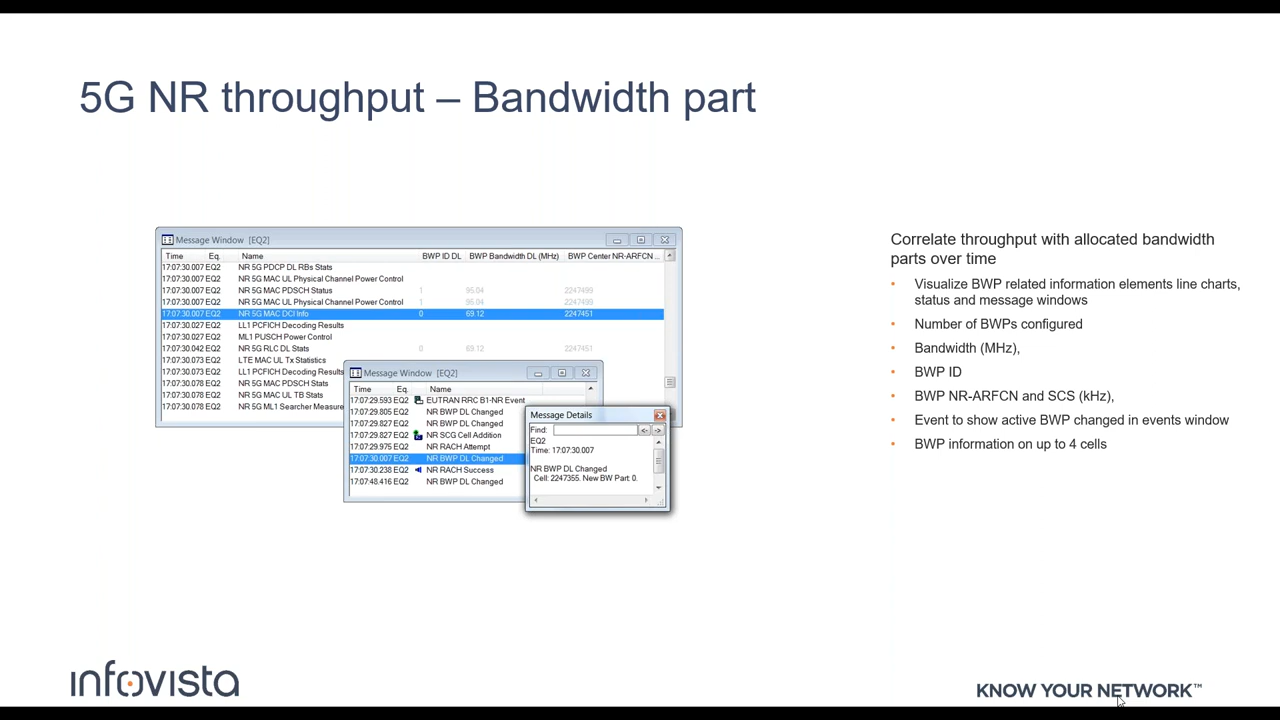 5G NR throughput – Bandwidth part
Message Window [EQ2]
Time Eq. Name BWP ID DL BWP Bandwidth DL (MHz) BWP Center NR-ARFCN ...
17:07:30.007 EQ2 NR 5G PDCP DL RBs Stats
17:07:30.007 EQ2 NR 5G MAC UL Physical Channel Power Control
17:07:30.007 EQ2 NR 5G MAC PDSCH Status 1 95.04 2247499
17:07:30.007 EQ2 NR 5G MAC UL Physical Channel Power Control 1 95.04 2247499
17:07:30.007 EQ2 NR 5G MAC DCI Info 0 69.12 2247451
17:07:30.027 EQ2 LL1 PCFICH Decoding Results
17:07:30.037 EQ2 ML1 PUSCH Power Control
17:07:30.042 EQ2 NR 5G RLC DL Stats 0 69.12 2247451
17:07:30.073 EQ2 LTE MAC UL Tx Statistics
17:07:30.073 EQ2 LL1 PCFICH Decoding Results
17:07:30.078 EQ2 NR 5G MAC PDSCH Stats
17:07:30.078 EQ2 NR 5G MAC UL TB Stats
17:07:30.078 EQ2 NR 5G ML1 Searcher Measure
Message Window [EQ2]
Time Eq. Name
17:07:29.593 EQ2 EUTRAN RRC B1-NR Event
17:07:29.805 EQ2 NR BWP DL Changed
17:07:29.827 EQ2 NR BWP DL Changed
17:07:29.827 EQ2 NR SCG Cell Addition
17:07:29.975 EQ2 NR RACH Attempt
17:07:30.007 EQ2 NR BWP DL Changed
17:07:30.238 EQ2 NR RACH Success
17:07:48.416 EQ2 NR BWP DL Changed
Message Details
Find: <- ->
EQ2
Time: 17:07:30.007
NR BWP DL Changed
Cell: 2247355. New BW Part: 0.
Correlate throughput with allocated bandwidth
parts over time
• Visualize BWP related information elements line charts,
status and message windows
• Number of BWPs configured
• Bandwidth (MHz),
• BWP ID
• BWP NR-ARFCN and SCS (kHz),
• Event to show active BWP changed in events window
• BWP information on up to 4 cells
infovista
KNOW YOUR NETWORK™